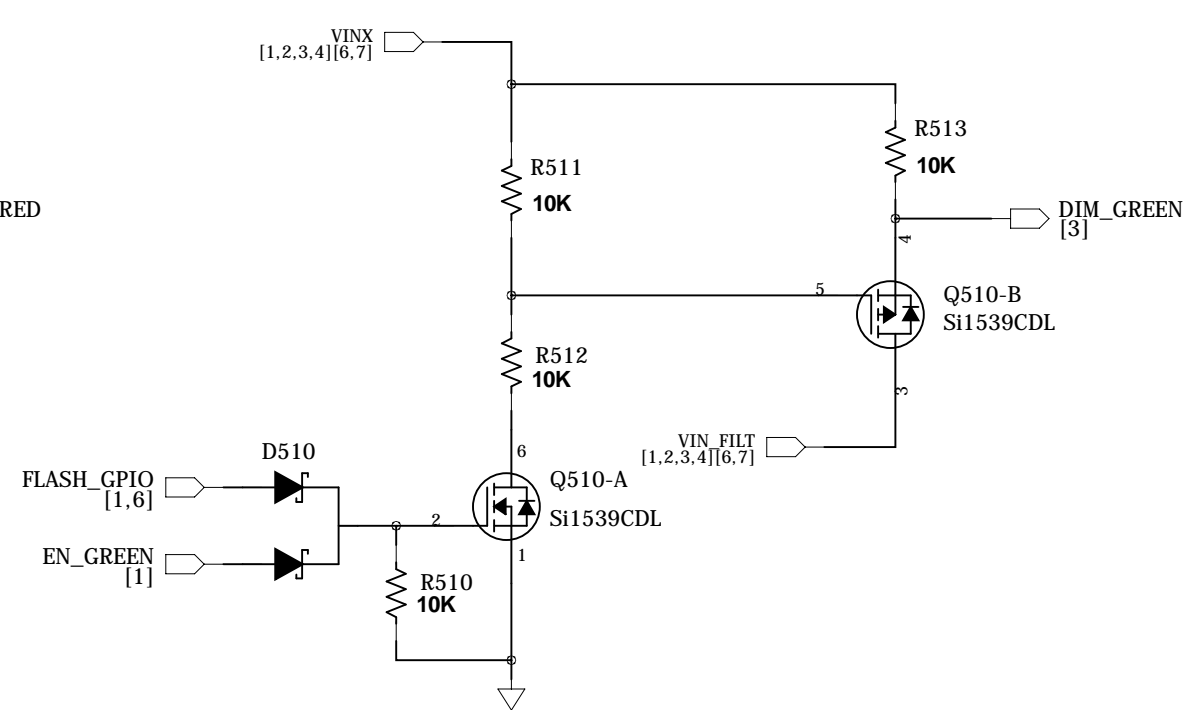 VINX
[1,2,3,4][6,7]
R513
10K
R511
10K
RED
DIM_GREEN
[3]
4
5
Q510-B
Si1539CDL
R512
10K
3
VIN_FILT
[1,2,3,4][6,7]
D510
6
FLASH_GPIO
[1,6]
Q510-A
Si1539CDL
2
EN_GREEN
[1]
1
R510
10K